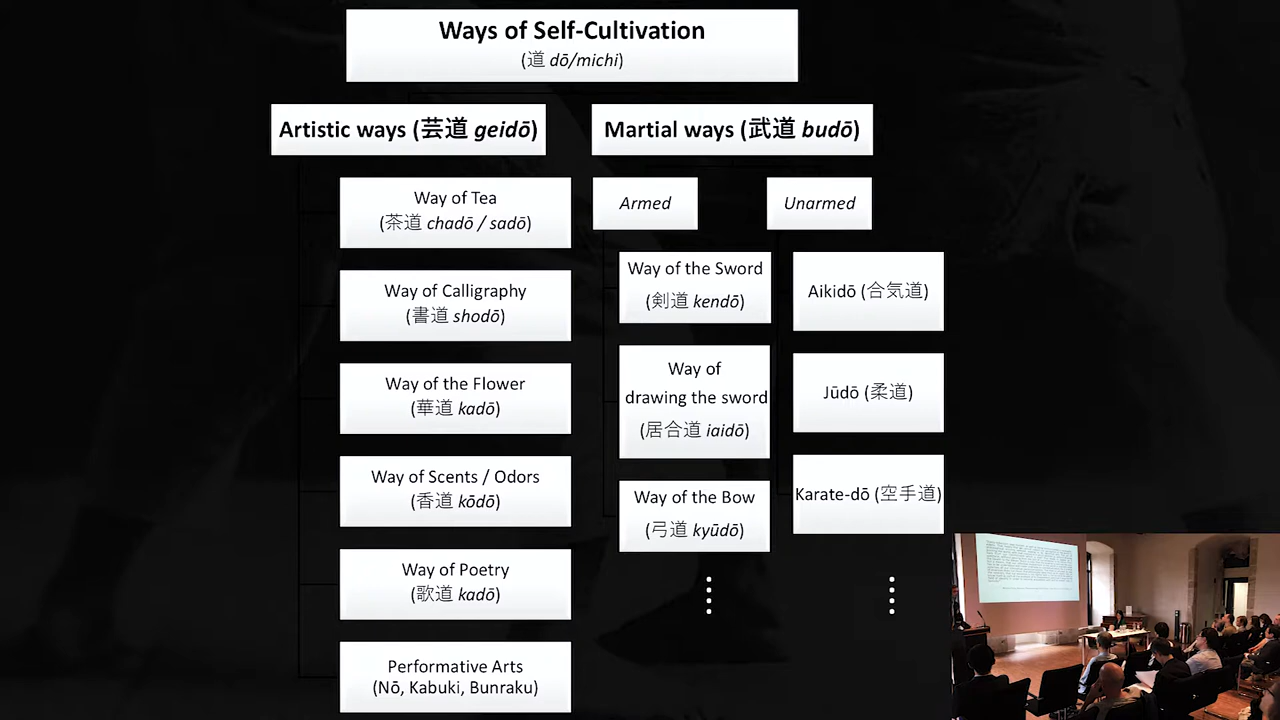 Ways of Self-Cultivation
(道 dō/michi)
Artistic ways (芸道 geidō)
Martial ways (武道 budō)
Way of Tea
(茶道 chadō / sadō)
Way of Calligraphy
(書道 shodō)
Way of the Flower
(華道 kadō)
Way of Scents / Odors
(香道 kōdō)
Way of Poetry
(歌道 kadō)
Performative Arts
(Nō, Kabuki, Bunraku)
Armed
Way of the Sword
(剣道 kendō)
Way of
drawing the sword
(居合道 iaidō)
Way of the Bow
(弓道 kyūdō)
Unarmed
Aikidō (合気道)
Jūdō (柔道)
Karate-dō (空手道)